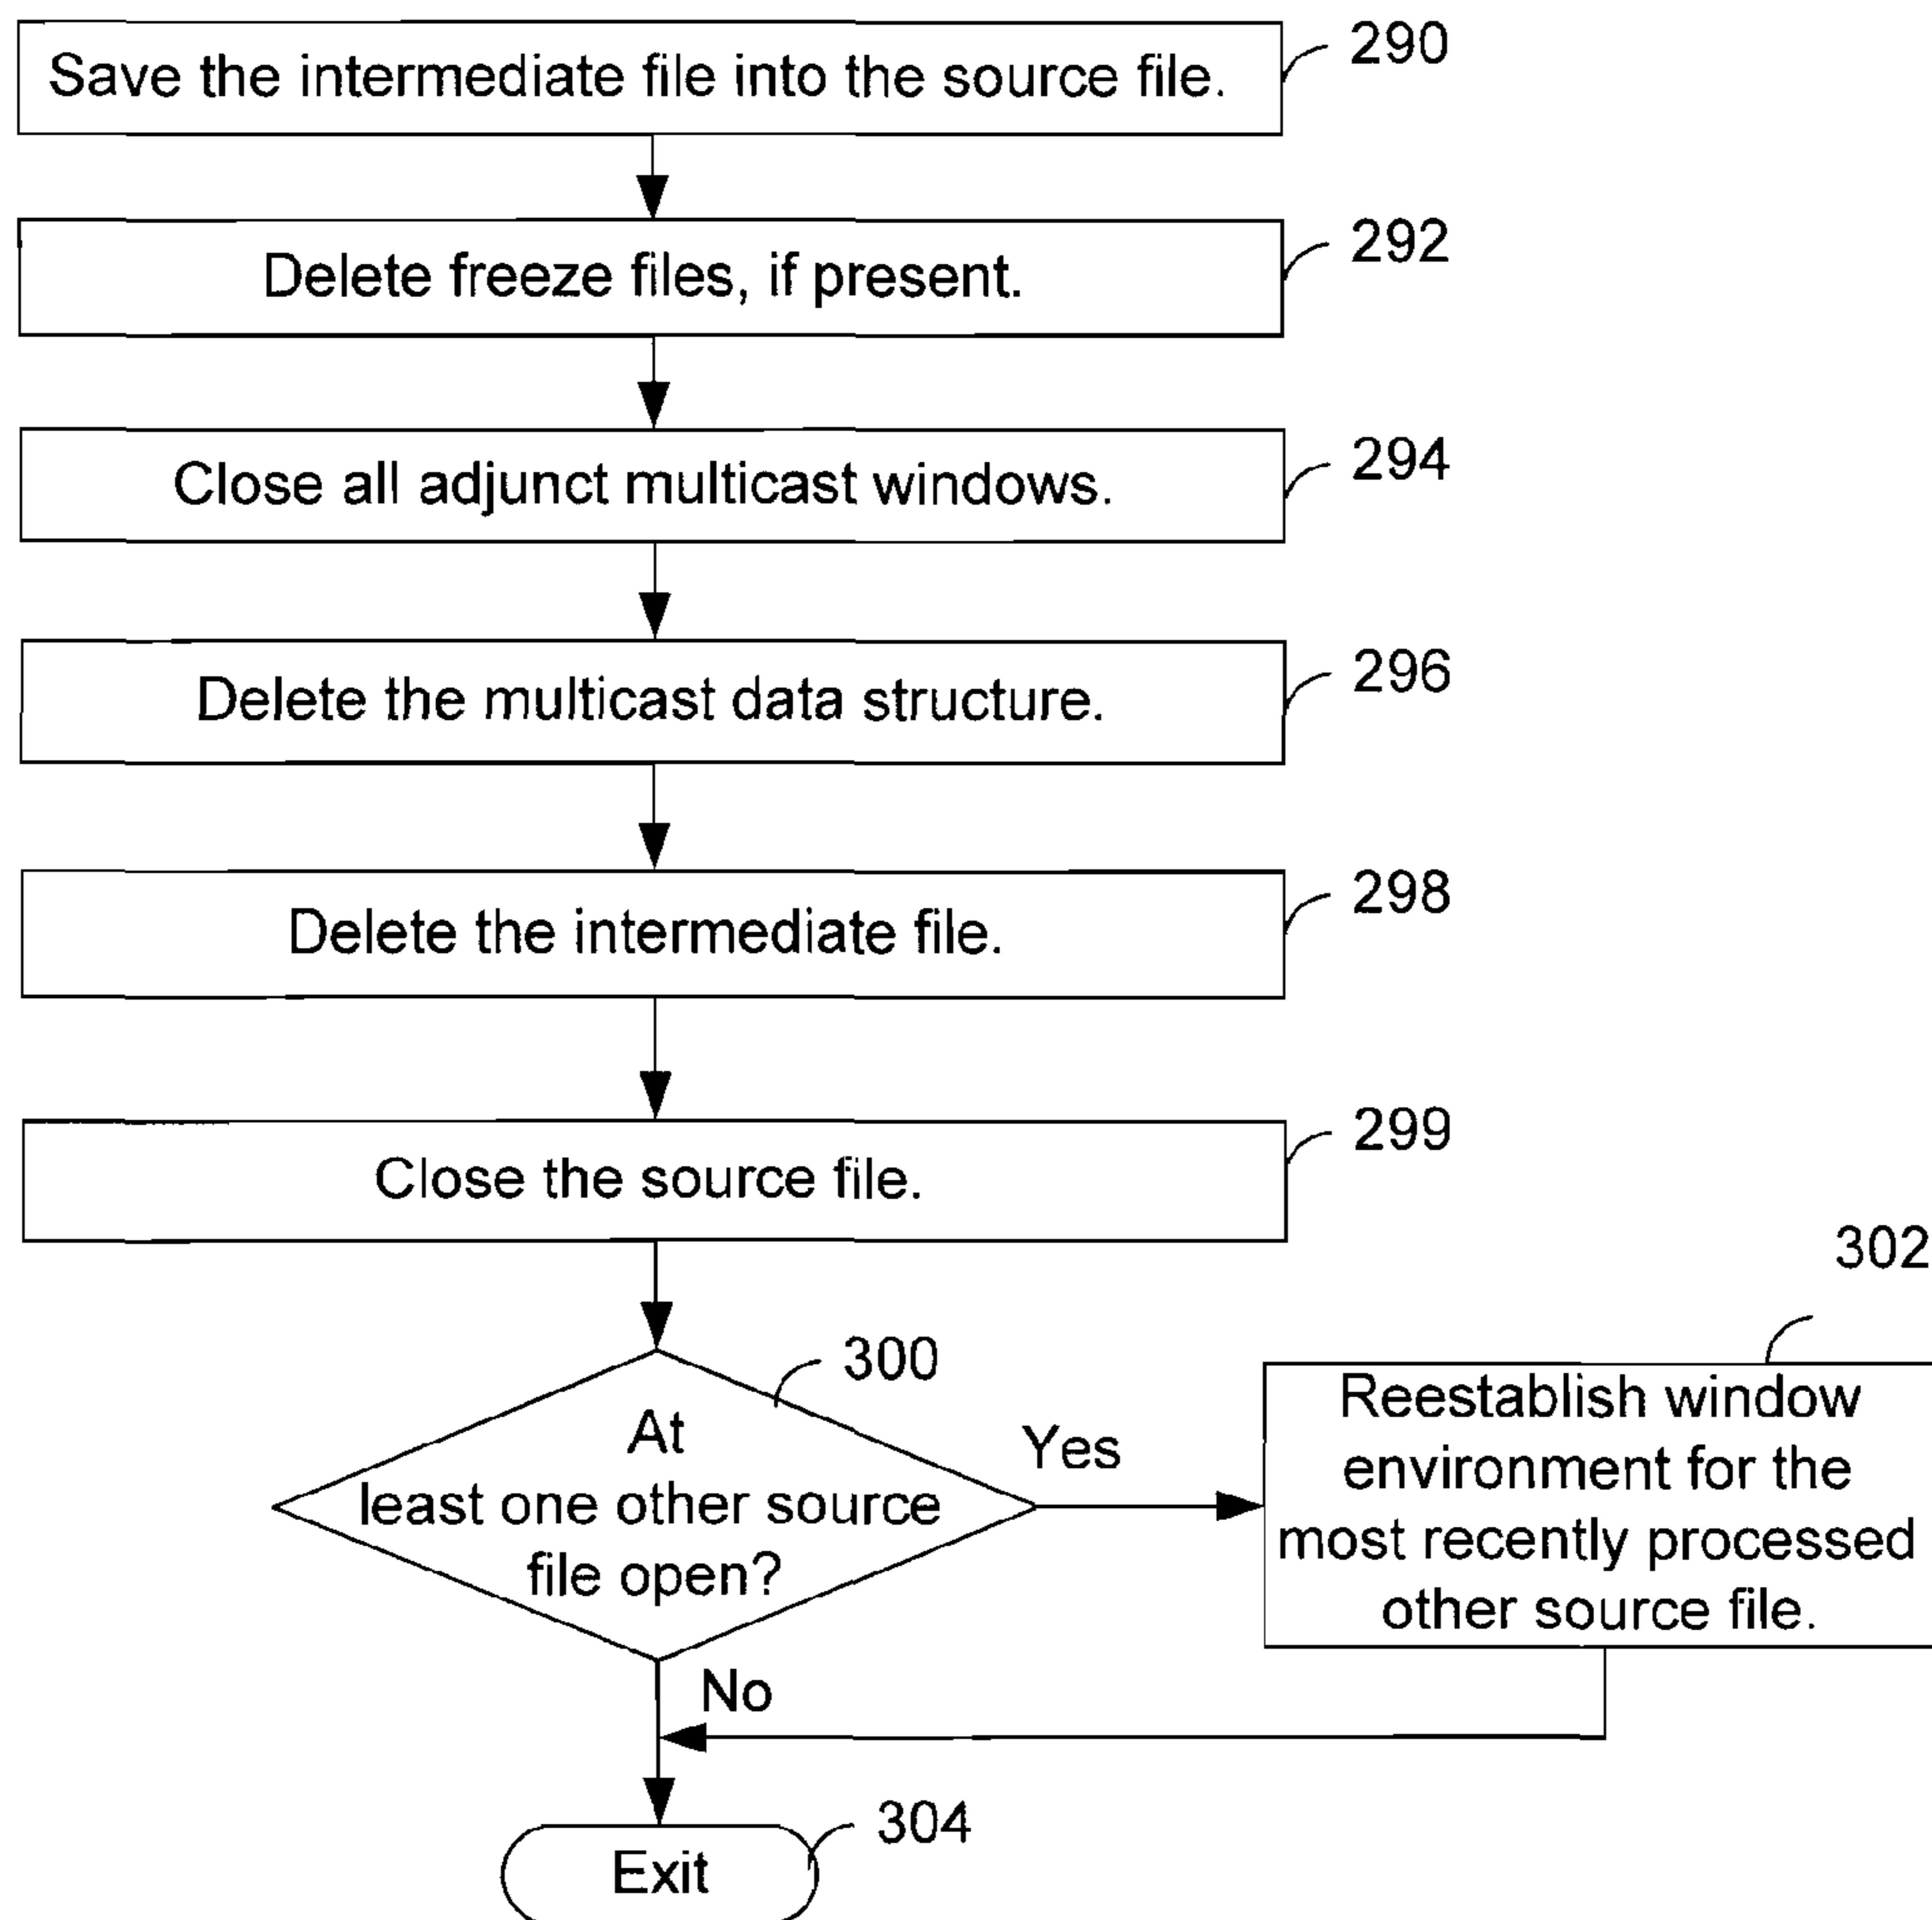 Save the intermediate file into the source file.
290
Delete freeze files, if present.
292
Close all adjunct multicast windows.
294
Delete the multicast data structure.
296
Delete the intermediate file.
298
Close the source file.
299
302
300
At
least one other source
file open?
Yes
Reestablish window
environment for the
most recently processed
other source file.
No
304
Exit